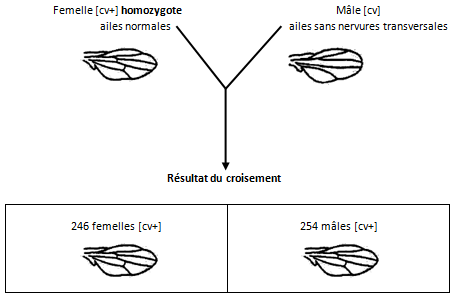 Femelle [cv+] homozygote
ailes normales
Mâle [cv]
ailes sans nervures transversales
Résultat du croisement
246 femelles [cv+]
254 mâles [cv+]